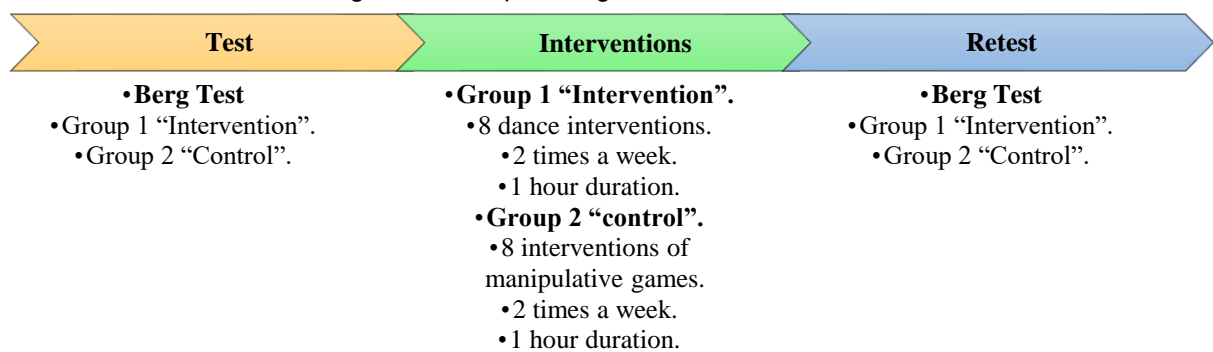 Test
Interventions
Retest
•Berg Test
•Group 1 “Intervention”.
•Group 2 “Control”.
•Group 1 “Intervention”.
•8 dance interventions.
•2 times a week.
•1 hour duration.
•Group 2 “control”.
•8 interventions of
manipulative games.
•2 times a week.
•1 hour duration.
•Berg Test
•Group 1 “Intervention”.
•Group 2 “Control”.